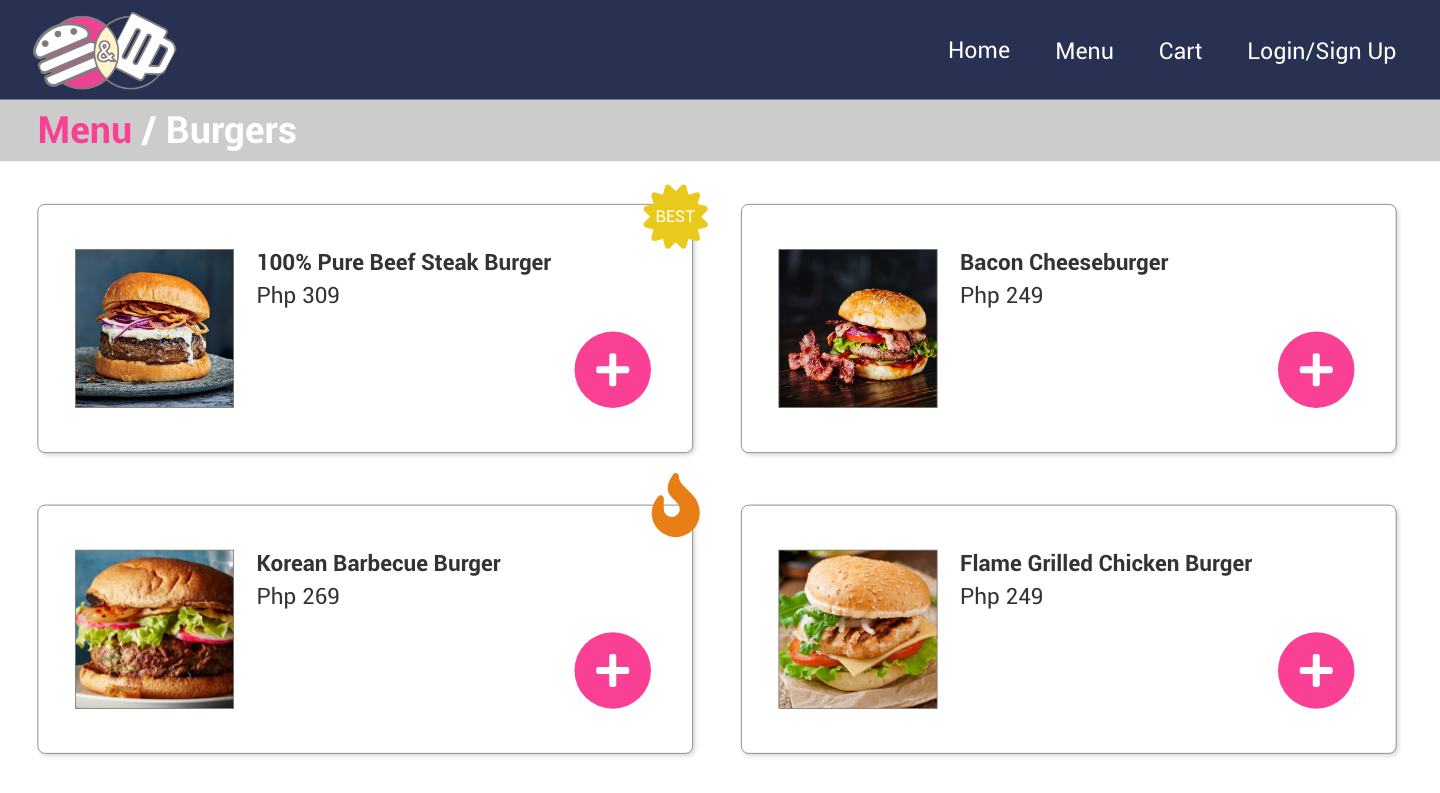 &
Home Menu Cart Login/Sign Up
Menu / Burgers
BEST
100% Pure Beef Steak Burger
Php 309
Bacon Cheeseburger
Php 249
Korean Barbecue Burger
Php 269
Flame Grilled Chicken Burger
Php 249